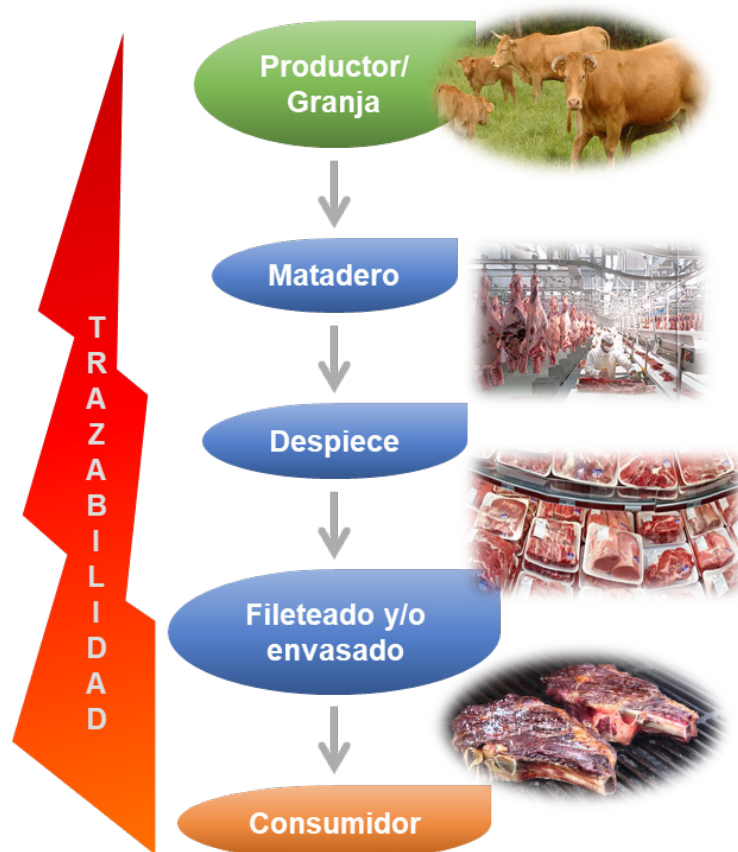 Productor/
Granja
Matadero
Despiece
Fileteado y/o
envasado
Consumidor
TRAZABILIDAD